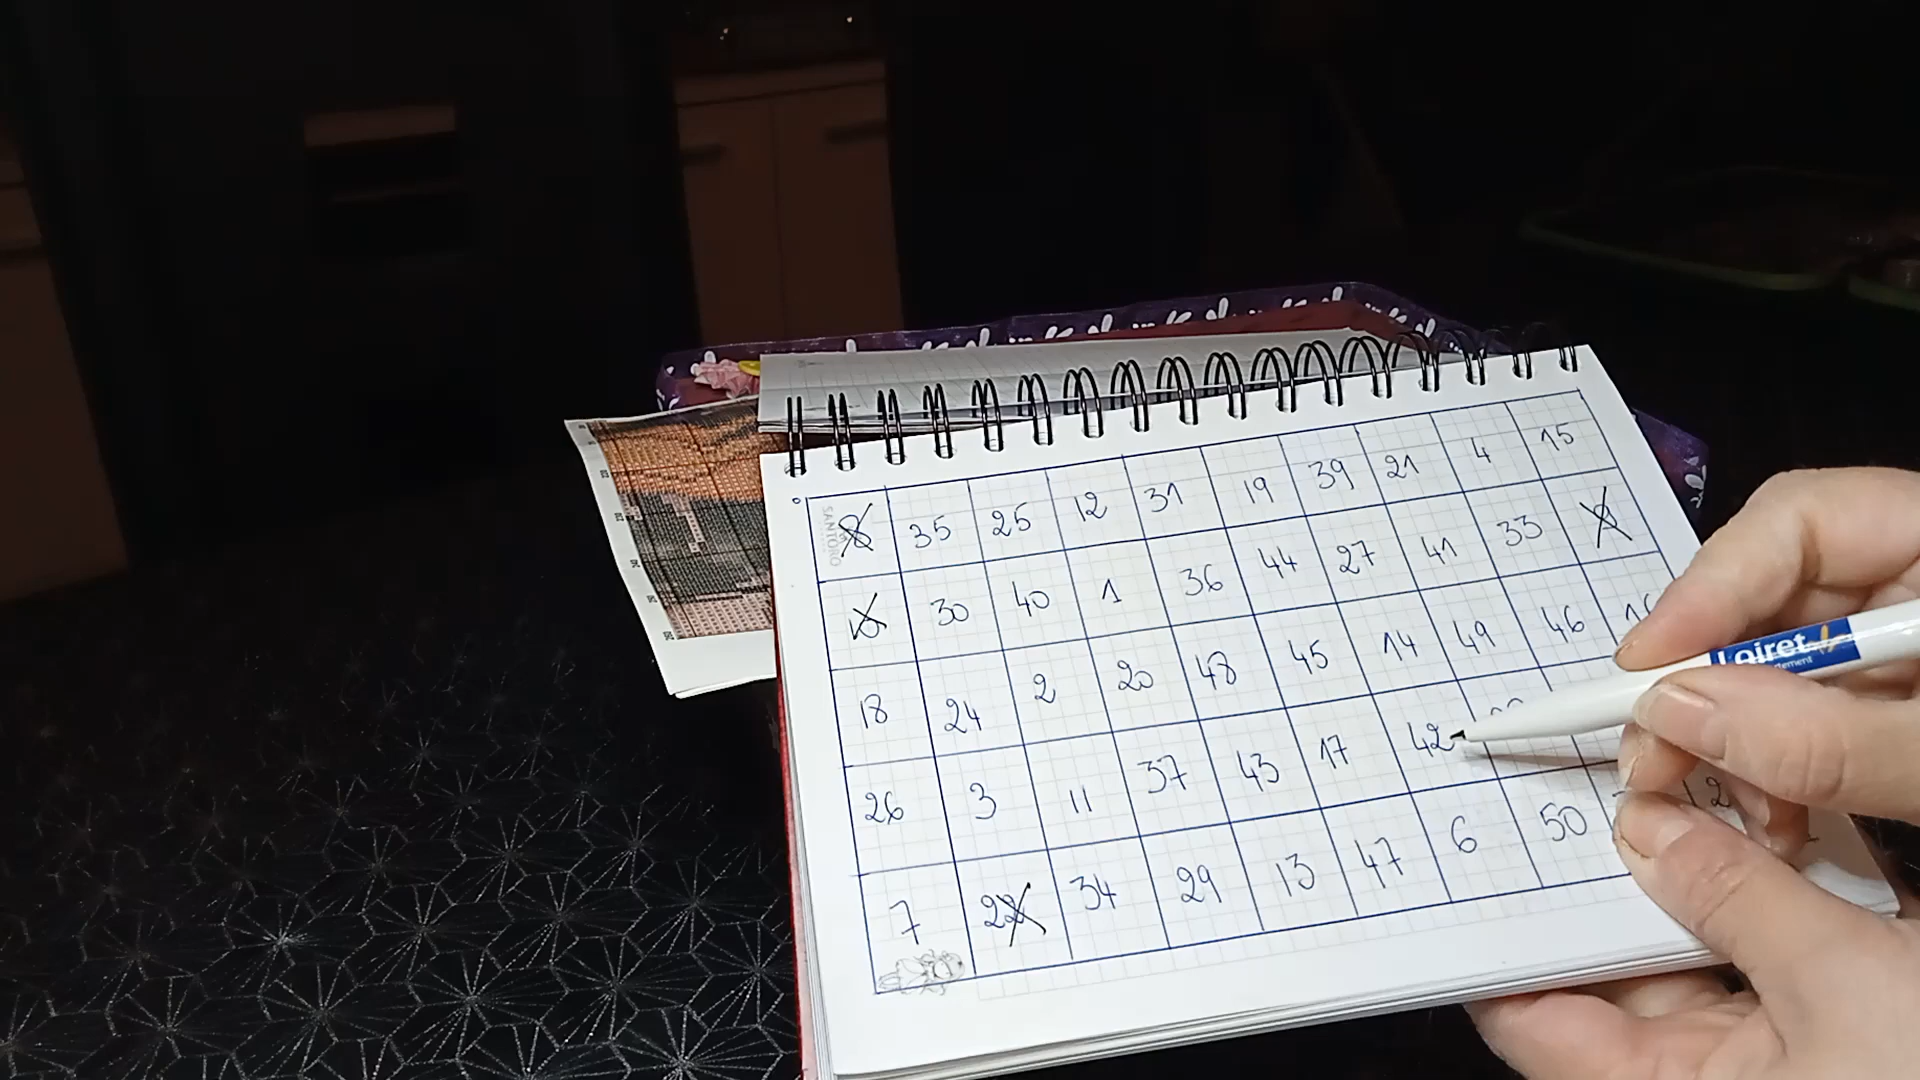 8 35 25 12 31 19 39 21 4 15
10 30 40 1 36 44 27 41 33
18 24 2 20 48 45 14 49 46 16
26 3 11 37 43 17 42
7 22 34 29 13 47 6 50
SANTORO
Loiret